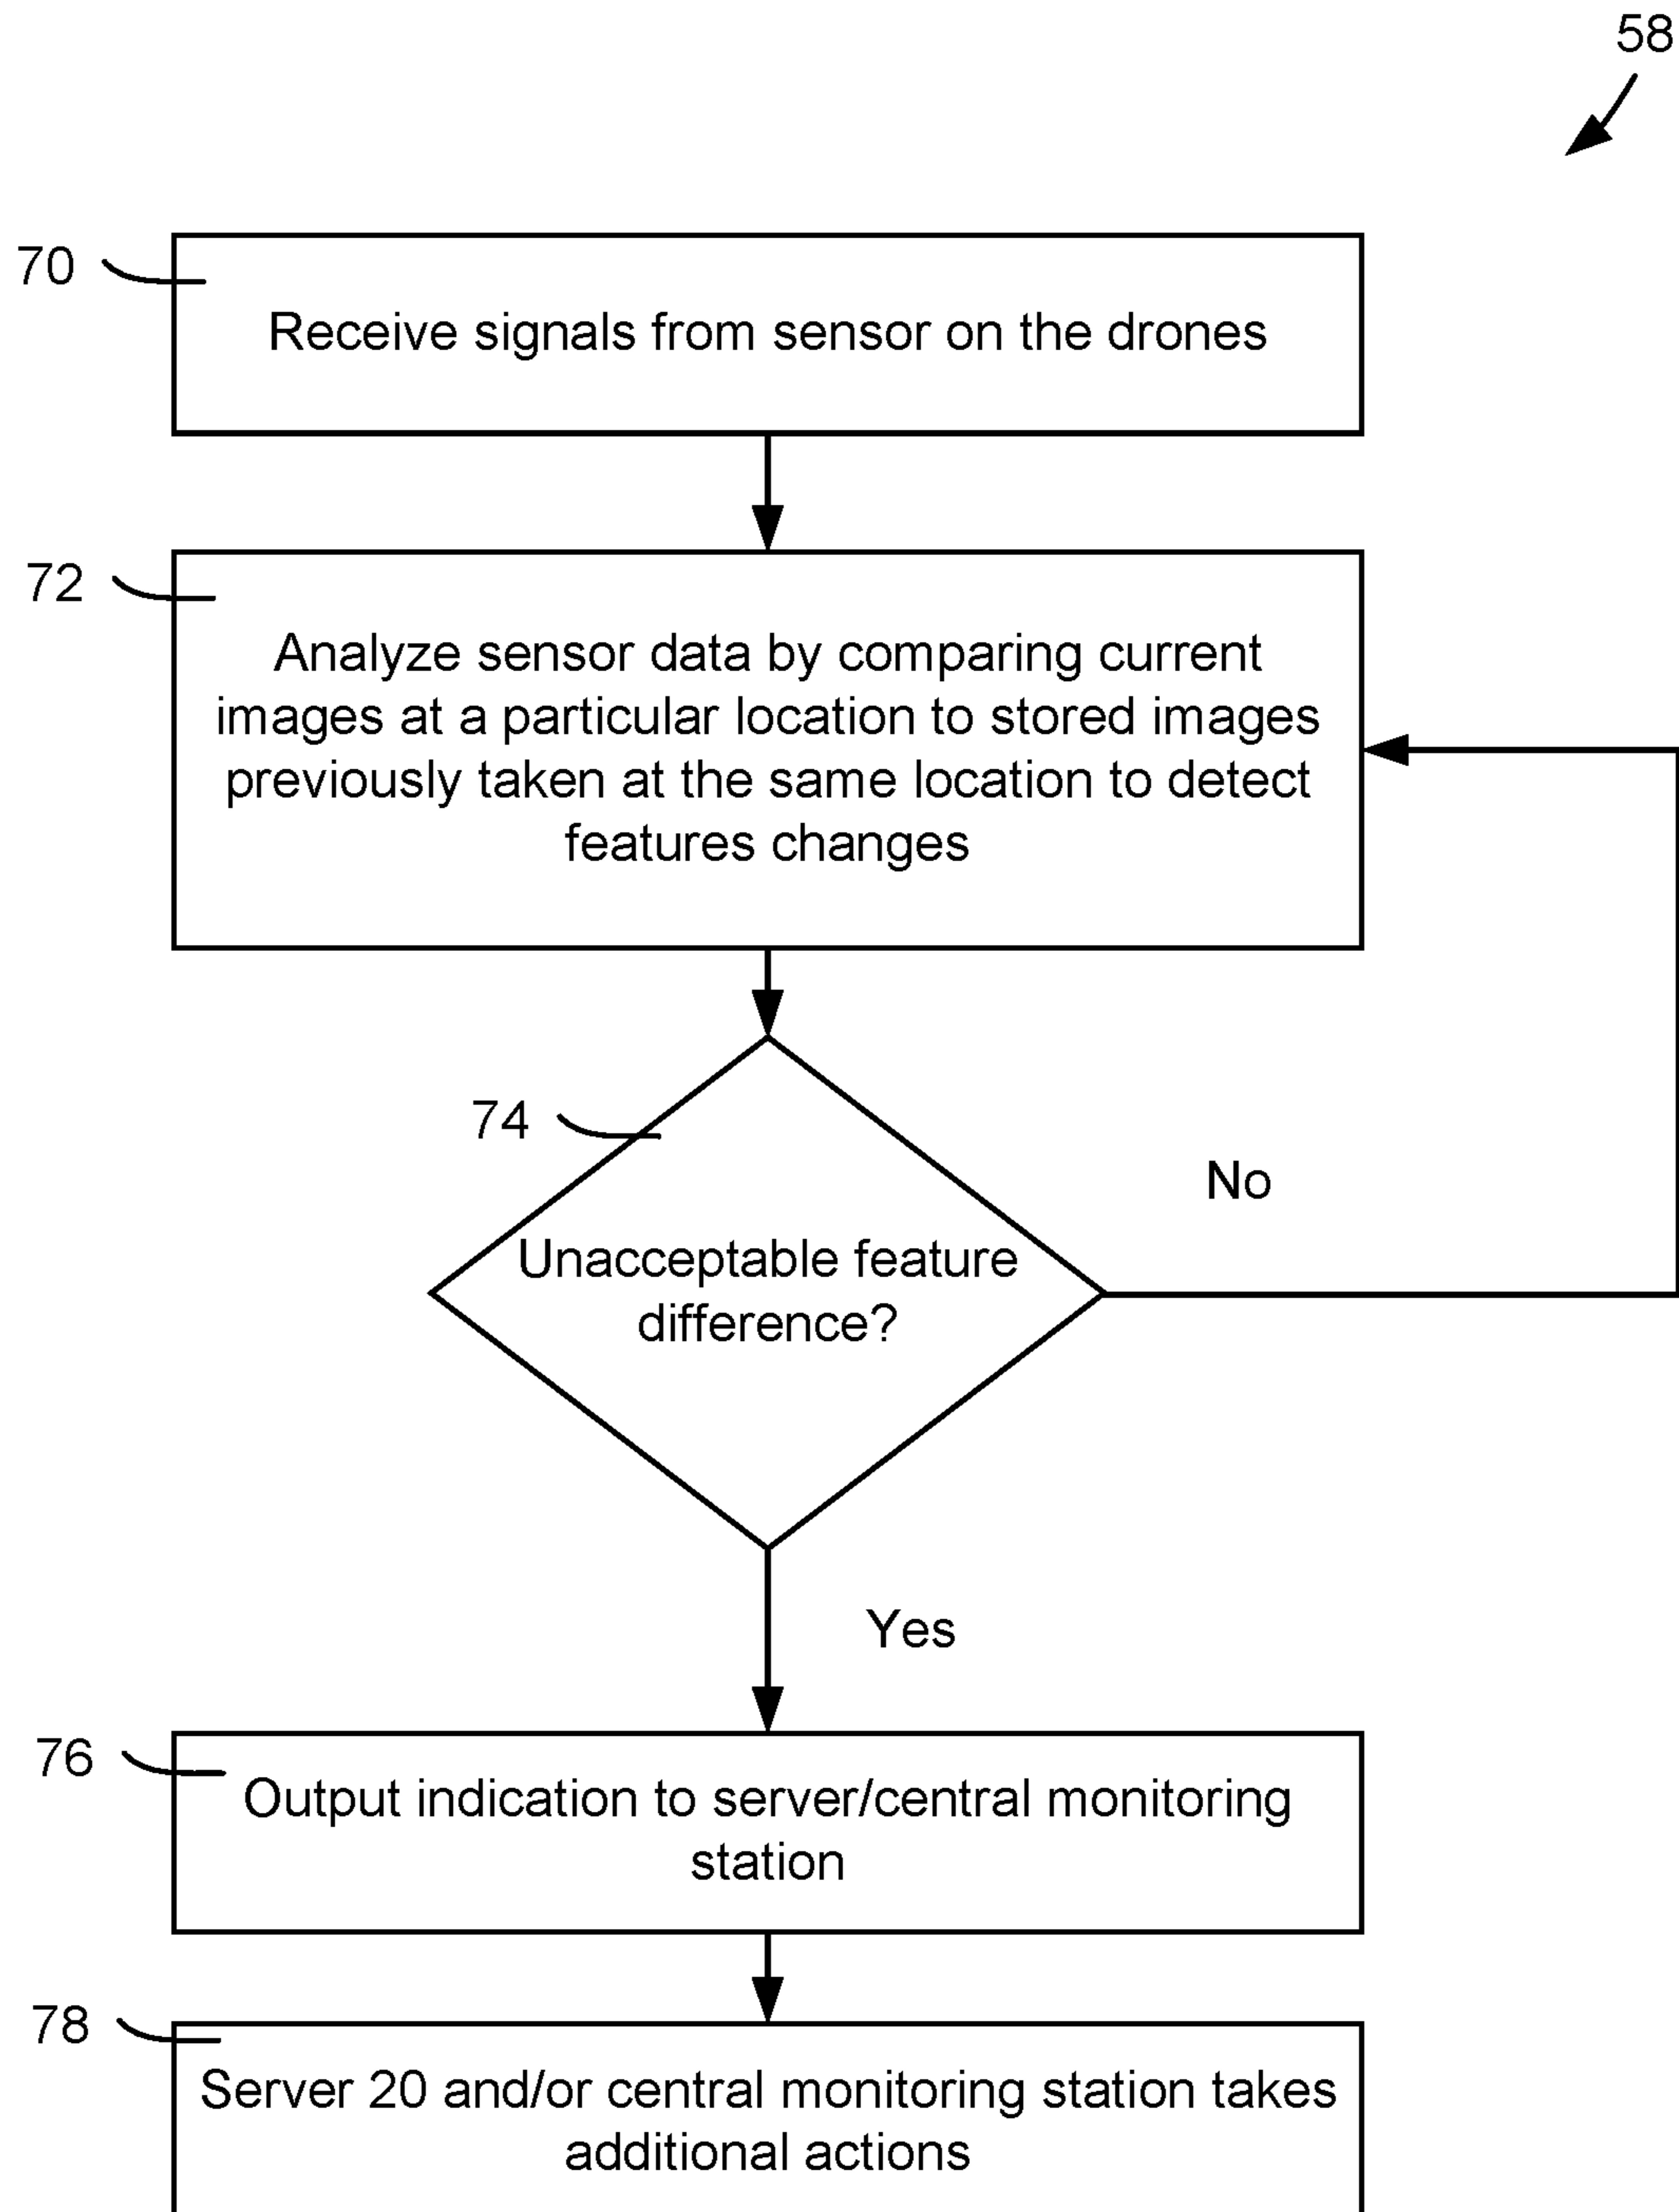 58
70
Receive signals from sensor on the drones
72
Analyze sensor data by comparing current
images at a particular location to stored images
previously taken at the same location to detect
features changes
74
No
Unacceptable feature
difference?
Yes
76
Output indication to server/central monitoring
station
78
Server 20 and/or central monitoring station takes
additional actions